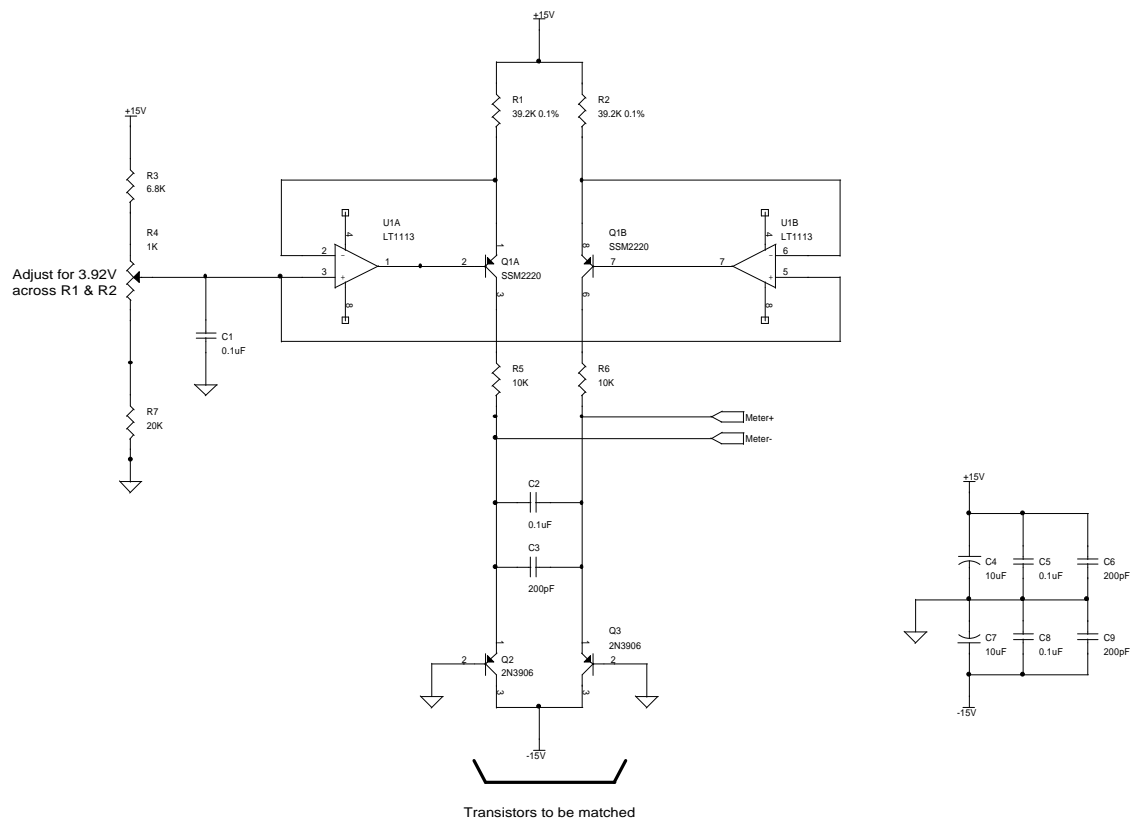 +15V
R1
39.2K 0.1%
R2
39.2K 0.1%
+15V
R3
6.8K
R4
1K
Adjust for 3.92V
across R1 & R2
U1A
LT1113
4
2
-
3
+
1
8
2
1
Q1A
SSM2220
3
8
Q1B
SSM2220
7
6
7
U1B
LT1113
4
6
-
5
+
8
C1
0.1uF
R5
10K
R6
10K
Meter+
Meter-
R7
20K
C2
0.1uF
C3
200pF
1
Q2
2N3906
2
3
1
Q3
2N3906
2
3
-15V
+15V
C4
10uF
C5
0.1uF
C6
200pF
C7
10uF
C8
0.1uF
C9
200pF
-15V
Transistors to be matched